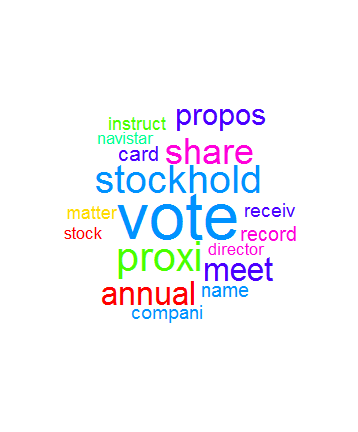 propos
instruct
navistar
card
share
stockhold
vote
matter
receiv
stock
record
proxi
director
meet
annual
name
compani